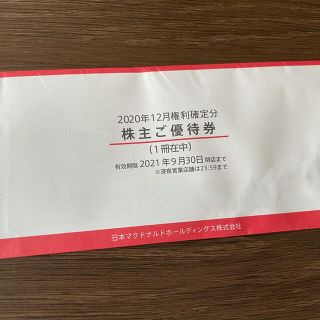 2020年12月権利確定分
株主ご優待券
(1冊在中)
有効期限 2021年9月30日 閉店まで
※深夜営業店舗は23:59まで
日本マクドナルドホールディングス株式会社